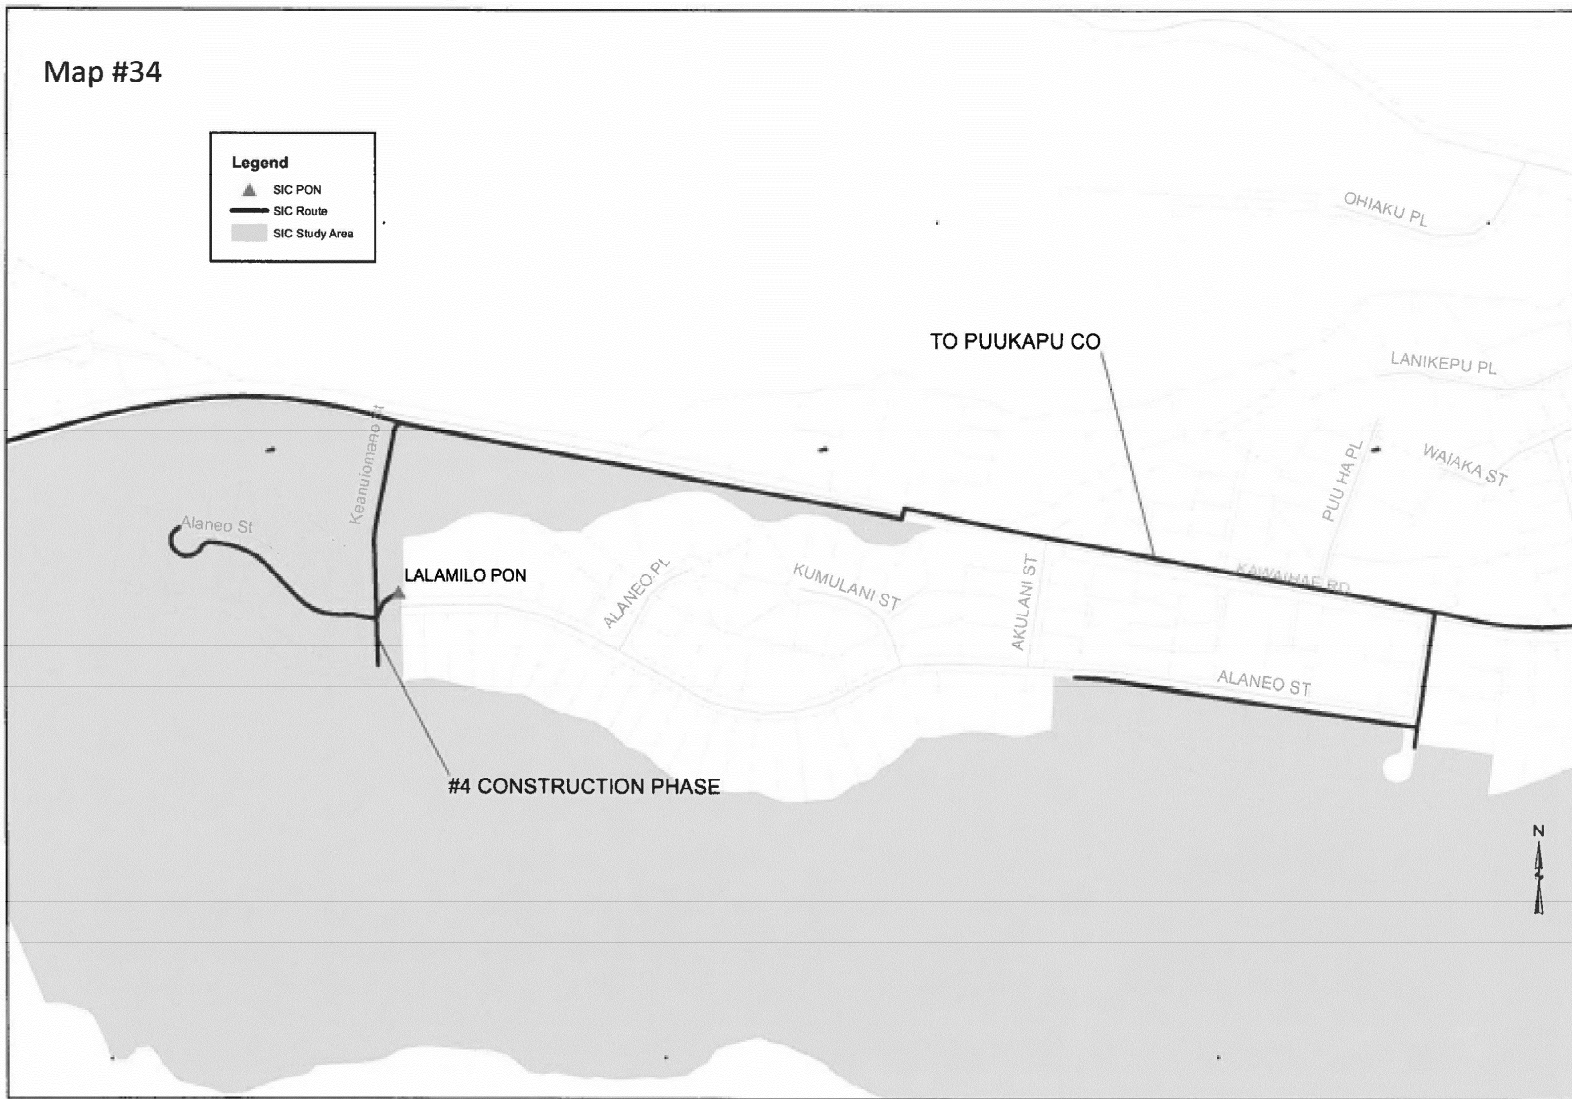 Map #34
Legend
SIC PON
SIC Route
SIC Study Area
OHIAKU PL
TO PUUKAPU CO
LANIKEPU PL
Keanuiomano St
PUU HA PL
WAIAKA ST
Alaneo St
LALAMILO PON
ALANEO PL
KUMULANI ST
AKULANI ST
KAWAIHAE RD
ALANEO ST
#4 CONSTRUCTION PHASE
N